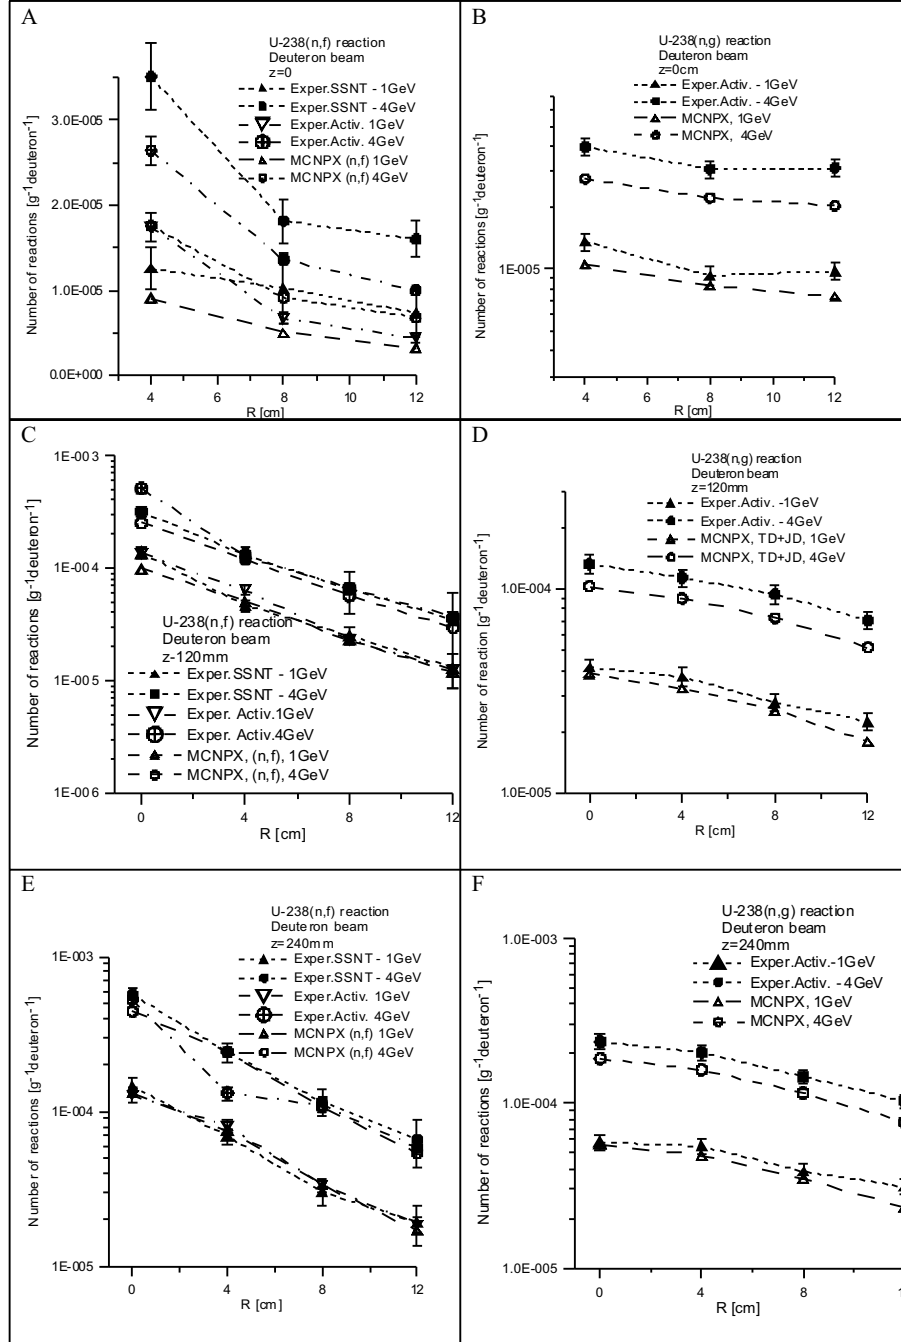 A
U-238(n,f) reaction
Deuteron beam
z=0
Exper.SSNT - 1GeV
Exper.SSNT - 4GeV
Exper.Activ. 1GeV
Exper.Activ. 4GeV
MCNPX (n,f) 1GeV
MCNPX (n,f) 4GeV
Number of reactions [g⁻¹deuteron⁻¹]
3.0E-005
2.0E-005
1.0E-005
0.0E+000
4
6
8
10
12
R [cm]
B
U-238(n,g) reaction
Deuteron beam
z=0cm
Exper.Activ. - 1GeV
Exper.Activ. - 4GeV
MCNPX, 1GeV
MCNPX, 4GeV
Number of reactions [g⁻¹deuteron⁻¹]
1E-005
4
6
8
10
12
R [cm]
C
1E-003
1E-004
1E-005
1E-006
Number of reactions [g⁻¹deuteron⁻¹]
U-238(n,f) reaction
Deuteron beam
z-120mm
Exper.SSNT - 1GeV
Exper.SSNT - 4GeV
Exper. Activ.1GeV
Exper. Activ.4GeV
MCNPX, (n,f), 1GeV
MCNPX, (n,f), 4GeV
0
4
8
12
R [cm]
D
U-238(n,g) reaction
Deuteron beam
z=120mm
Exper.Activ. -1GeV
Exper.Activ. - 4GeV
MCNPX, TD+JD, 1GeV
MCNPX, TD+JD, 4GeV
Number of reaction [g⁻¹deuteron⁻¹]
1.0E-004
1.0E-005
0
4
8
12
R [cm]
E
U-238(n,f) reaction
Deuteron beam
z=240mm
Exper.SSNT - 1GeV
Exper.SSNT - 4GeV
Exper.Activ. 1GeV
Exper.Activ. 4GeV
MCNPX (n,f) 1GeV
MCNPX (n,f) 4GeV
Number of reactions [g⁻¹deuteron⁻¹]
1E-003
1E-004
1E-005
0
4
8
12
R [cm]
F
U-238(n,g) reaction
Deuteron beam
z=240mm
Exper.Activ.-1GeV
Exper.Activ. - 4GeV
MCNPX, 1GeV
MCNPX, 4GeV
Number of reactions [g⁻¹deuteron⁻¹]
1.0E-003
1.0E-004
1.0E-005
0
4
8
R [cm]